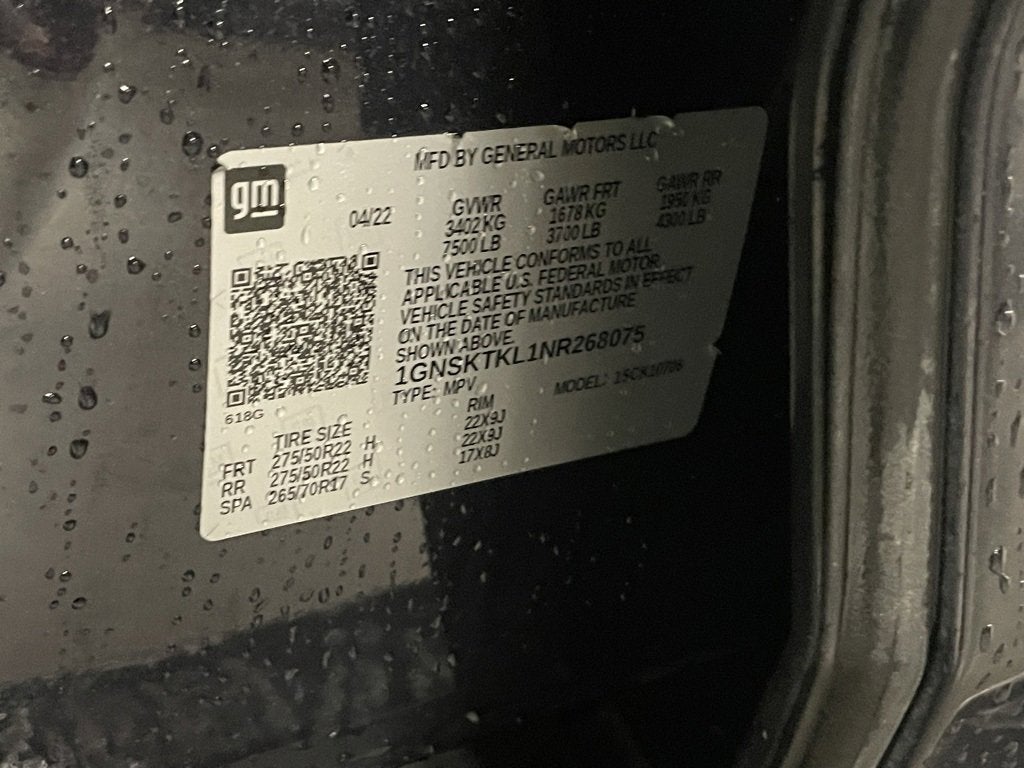 gm
MFD BY GENERAL MOTORS LLC
04/22
GVWR GAWR FRT GAWR RR
3402 KG 1678 KG 1950 KG
7500 LB 3700 LB 4300 LB
THIS VEHICLE CONFORMS TO ALL
APPLICABLE U.S. FEDERAL MOTOR
VEHICLE SAFETY STANDARDS IN EFFECT
ON THE DATE OF MANUFACTURE
SHOWN ABOVE.
1GNSKTKL1NR268075
TYPE: MPV MODEL:
618G
TIRE SIZE RIM
FRT 275/50R22 H 22X9J
RR 275/50R22 H 22X9J
SPA 265/70R17 S 17X8J